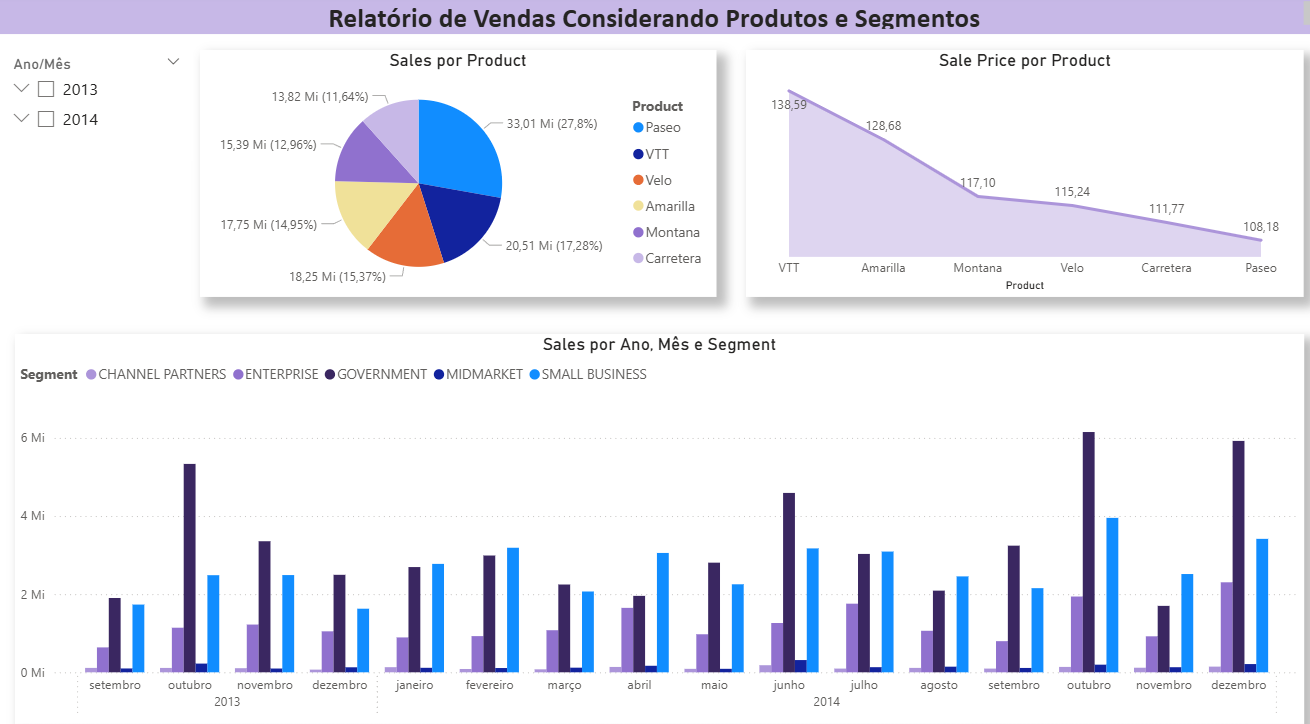 Relatório de Vendas Considerando Produtos e Segmentos
Ano/Mês
2013
2014
Sales por Product
13,82 Mi (11,64%)
33,01 Mi (27,8%)
15,39 Mi (12,96%)
17,75 Mi (14,95%)
20,51 Mi (17,28%)
18,25 Mi (15,37%)
Product
Paseo
VTT
Velo
Amarilla
Montana
Carretera
Sale Price por Product
138,59
128,68
117,10
115,24
111,77
108,18
VTT Amarilla Montana Velo Carretera Paseo
Product
Sales por Ano, Mês e Segment
Segment CHANNEL PARTNERS ENTERPRISE GOVERNMENT MIDMARKET SMALL BUSINESS
6 Mi
4 Mi
2 Mi
0 Mi
setembro outubro novembro dezembro janeiro fevereiro março abril maio junho julho agosto setembro outubro novembro dezembro
2013 2014